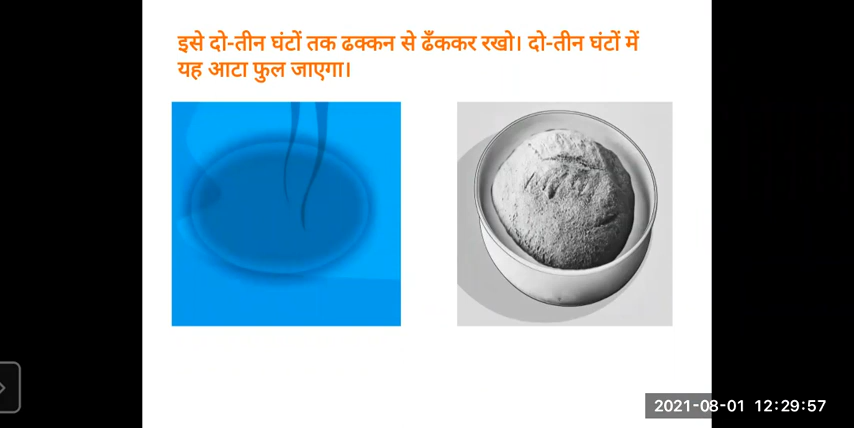 इसे दो-तीन घंटों तक ढक्कन से ढँककर रखो। दो-तीन घंटों में
यह आटा फुल जाएगा।
2021-08-01 12:29:57